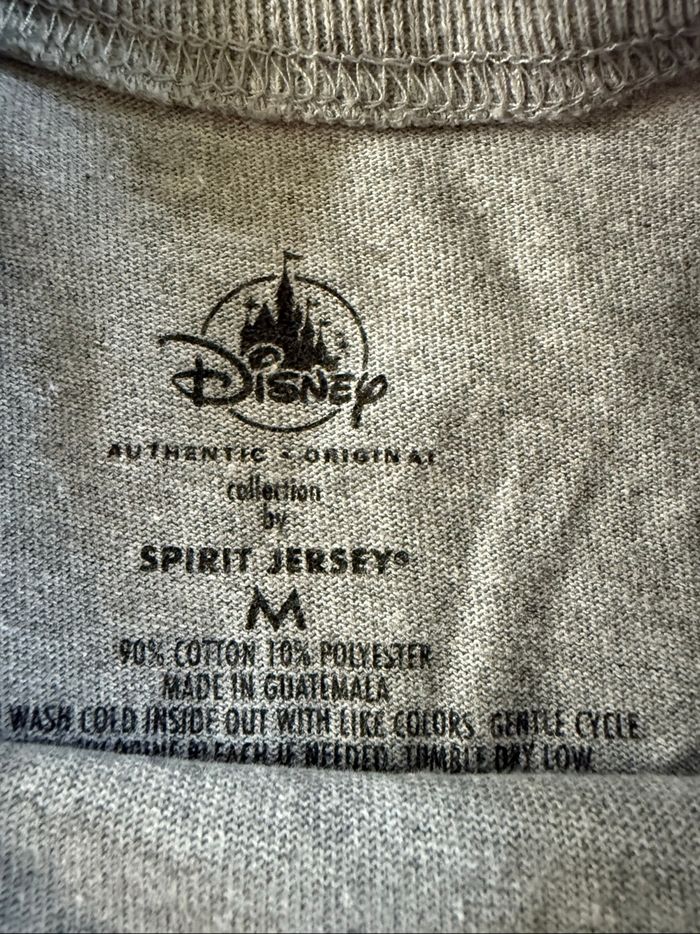 Disney
AUTHENTIC • ORIGINAL
collection
by
SPIRIT JERSEY®
M
90% COTTON 10% POLYESTER
MADE IN GUATEMALA
WASH COLD INSIDE OUT WITH LIKE COLORS. GENTLE CYCLE
BLEACH IF NEEDED. TUMBLE DRY LOW.